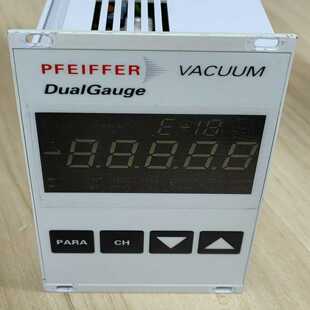 PFEIFFER VACUUM
DualGauge
E-18
-8.8.8.8.8
PARA CH